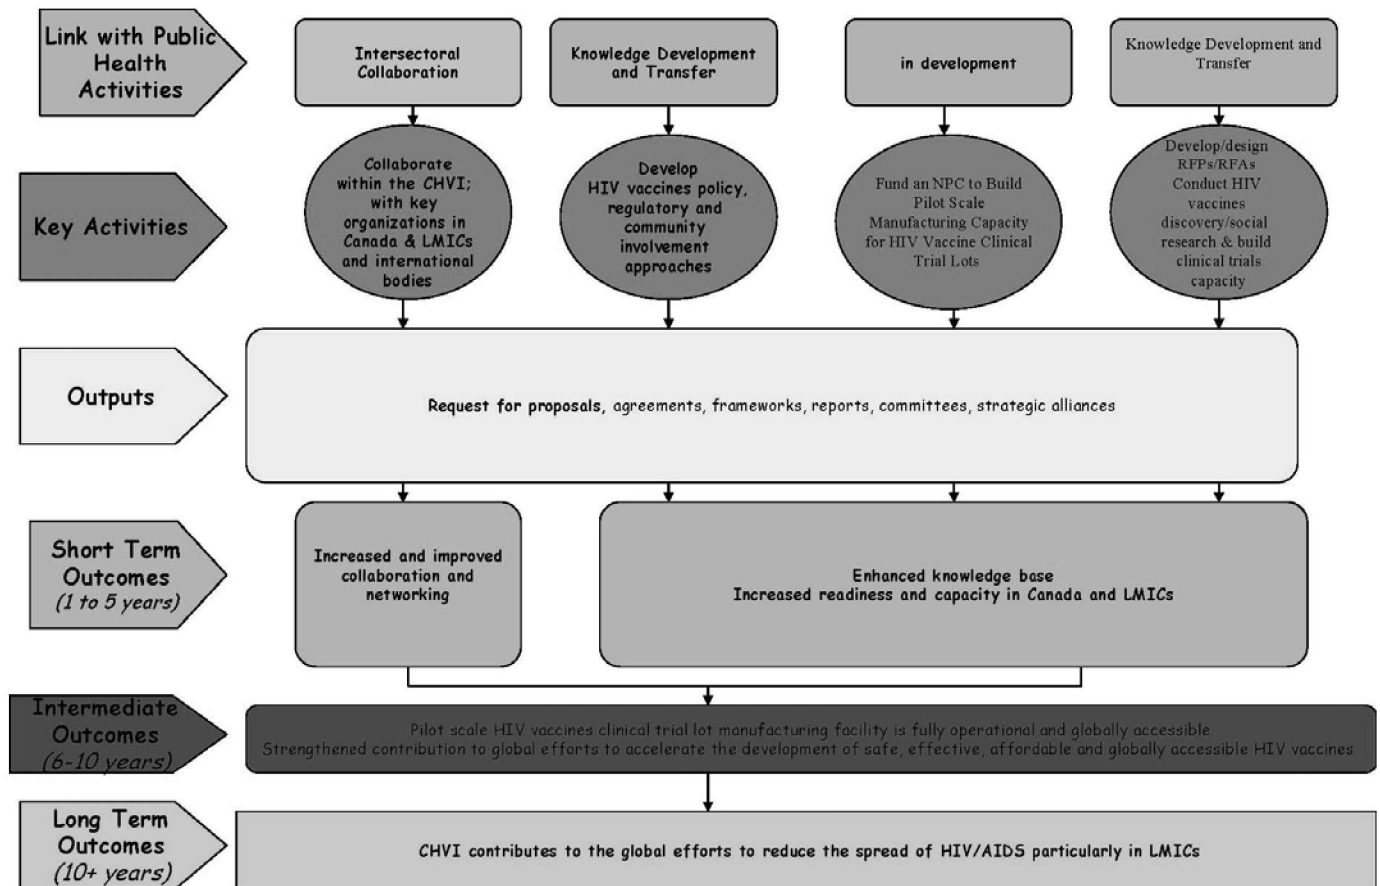 Link with Public
Health
Activities
Intersectoral
Collaboration
Knowledge Development
and Transfer
in development
Knowledge Development and
Transfer
Key Activities
Collaborate
within the CHVI;
with key
organizations in
Canada & LMICs
and international
bodies
Develop
HIV vaccines policy,
regulatory and
community
involvement
approaches
Fund an NPC to Build
Pilot Scale
Manufacturing Capacity
for HIV Vaccine Clinical
Trial Lots
Develop/design
RFPs/RFAs
Conduct HIV
vaccines
discovery/social
research & build
clinical trials
capacity
Outputs
Request for proposals, agreements, frameworks, reports, committees, strategic alliances
Short Term
Outcomes
(1 to 5 years)
Increased and improved
collaboration and
networking
Enhanced knowledge base
Increased readiness and capacity in Canada and LMICs
Intermediate
Outcomes
(6-10 years)
Pilot scale HIV vaccines clinical trial lot manufacturing facility is fully operational and globally accessible
Strengthened contribution to global efforts to accelerate the development of safe, effective, affordable and globally accessible HIV vaccines
Long Term
Outcomes
(10+ years)
CHVI contributes to the global efforts to reduce the spread of HIV/AIDS particularly in LMICs